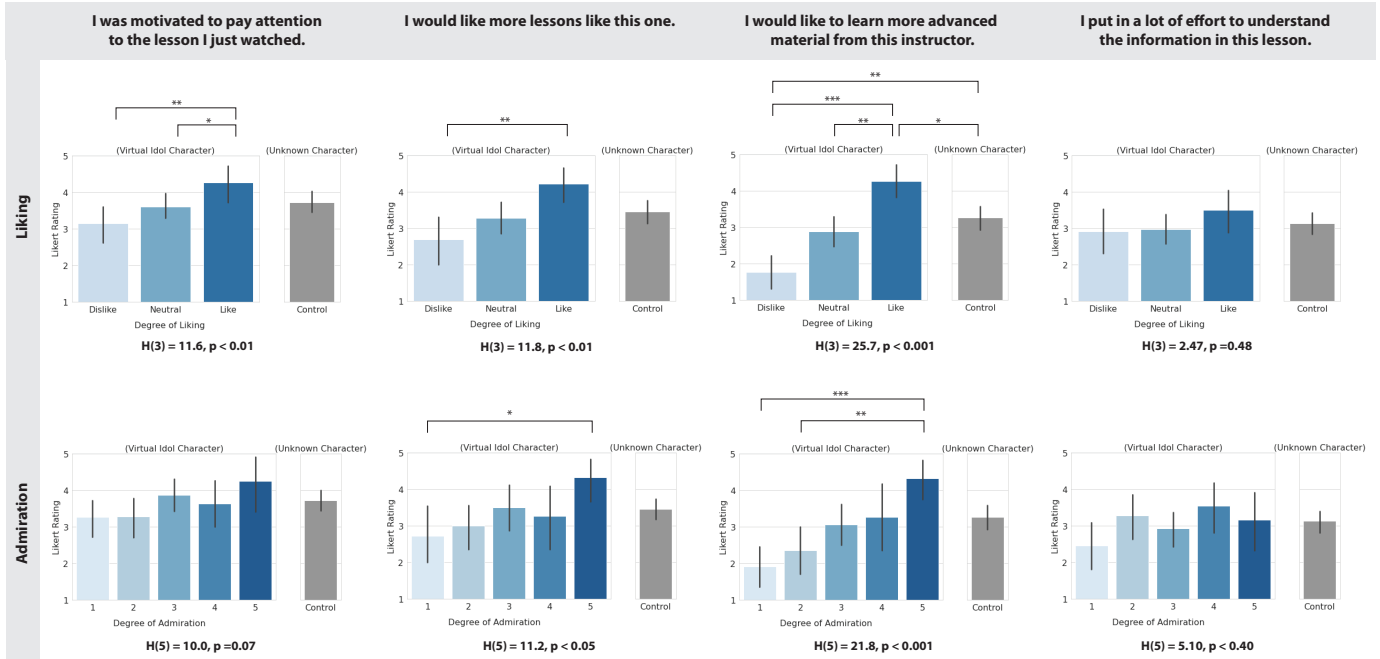 I was motivated to pay attention
to the lesson I just watched.
I would like more lessons like this one.
I would like to learn more advanced
material from this instructor.
I put in a lot of effort to understand
the information in this lesson.
Liking
**
*
(Virtual Idol Character)
(Unknown Character)
Likert Rating
5
4
3
2
1
Dislike
Neutral
Like
Control
Degree of Liking
H(3) = 11.6, p < 0.01
**
(Virtual Idol Character)
(Unknown Character)
Likert Rating
5
4
3
2
1
Dislike
Neutral
Like
Control
Degree of Liking
H(3) = 11.8, p < 0.01
**
***
**
*
(Virtual Idol Character)
(Unknown Character)
Likert Rating
5
4
3
2
1
Dislike
Neutral
Like
Control
Degree of Liking
H(3) = 25.7, p < 0.001
(Virtual Idol Character)
(Unknown Character)
Likert Rating
5
4
3
2
1
Dislike
Neutral
Like
Control
Degree of Liking
H(3) = 2.47, p =0.48
Admiration
(Virtual Idol Character)
(Unknown Character)
Likert Rating
5
4
3
2
1
1 2 3 4 5
Control
Degree of Admiration
H(5) = 10.0, p =0.07
*
(Virtual Idol Character)
(Unknown Character)
Likert Rating
5
4
3
2
1
1 2 3 4 5
Control
Degree of Admiration
H(5) = 11.2, p < 0.05
***
**
(Virtual Idol Character)
(Unknown Character)
Likert Rating
5
4
3
2
1
1 2 3 4 5
Control
Degree of Admiration
H(5) = 21.8, p < 0.001
(Virtual Idol Character)
(Unknown Character)
Likert Rating
5
4
3
2
1
1 2 3 4 5
Control
Degree of Admiration
H(5) = 5.10, p < 0.40